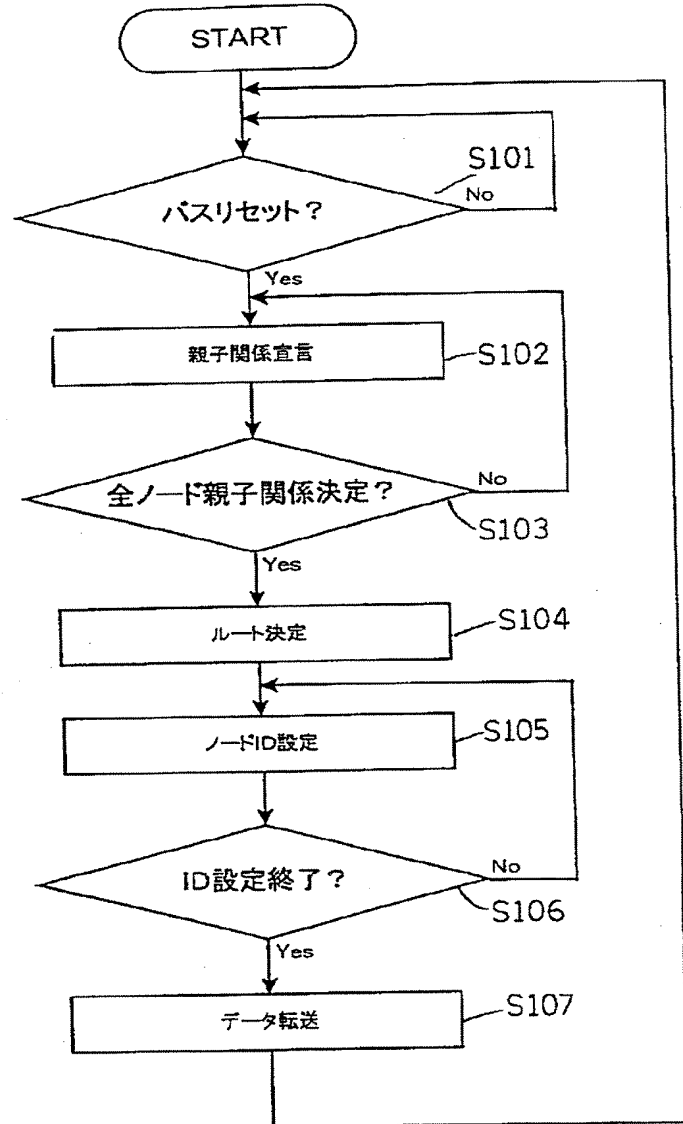 START
S101
バスリセット?
No
Yes
親子関係宣言
S102
全ノード親子関係決定?
No
S103
Yes
ルート決定
S104
ノードID設定
S105
ID設定終了?
No
S106
Yes
データ転送
S107